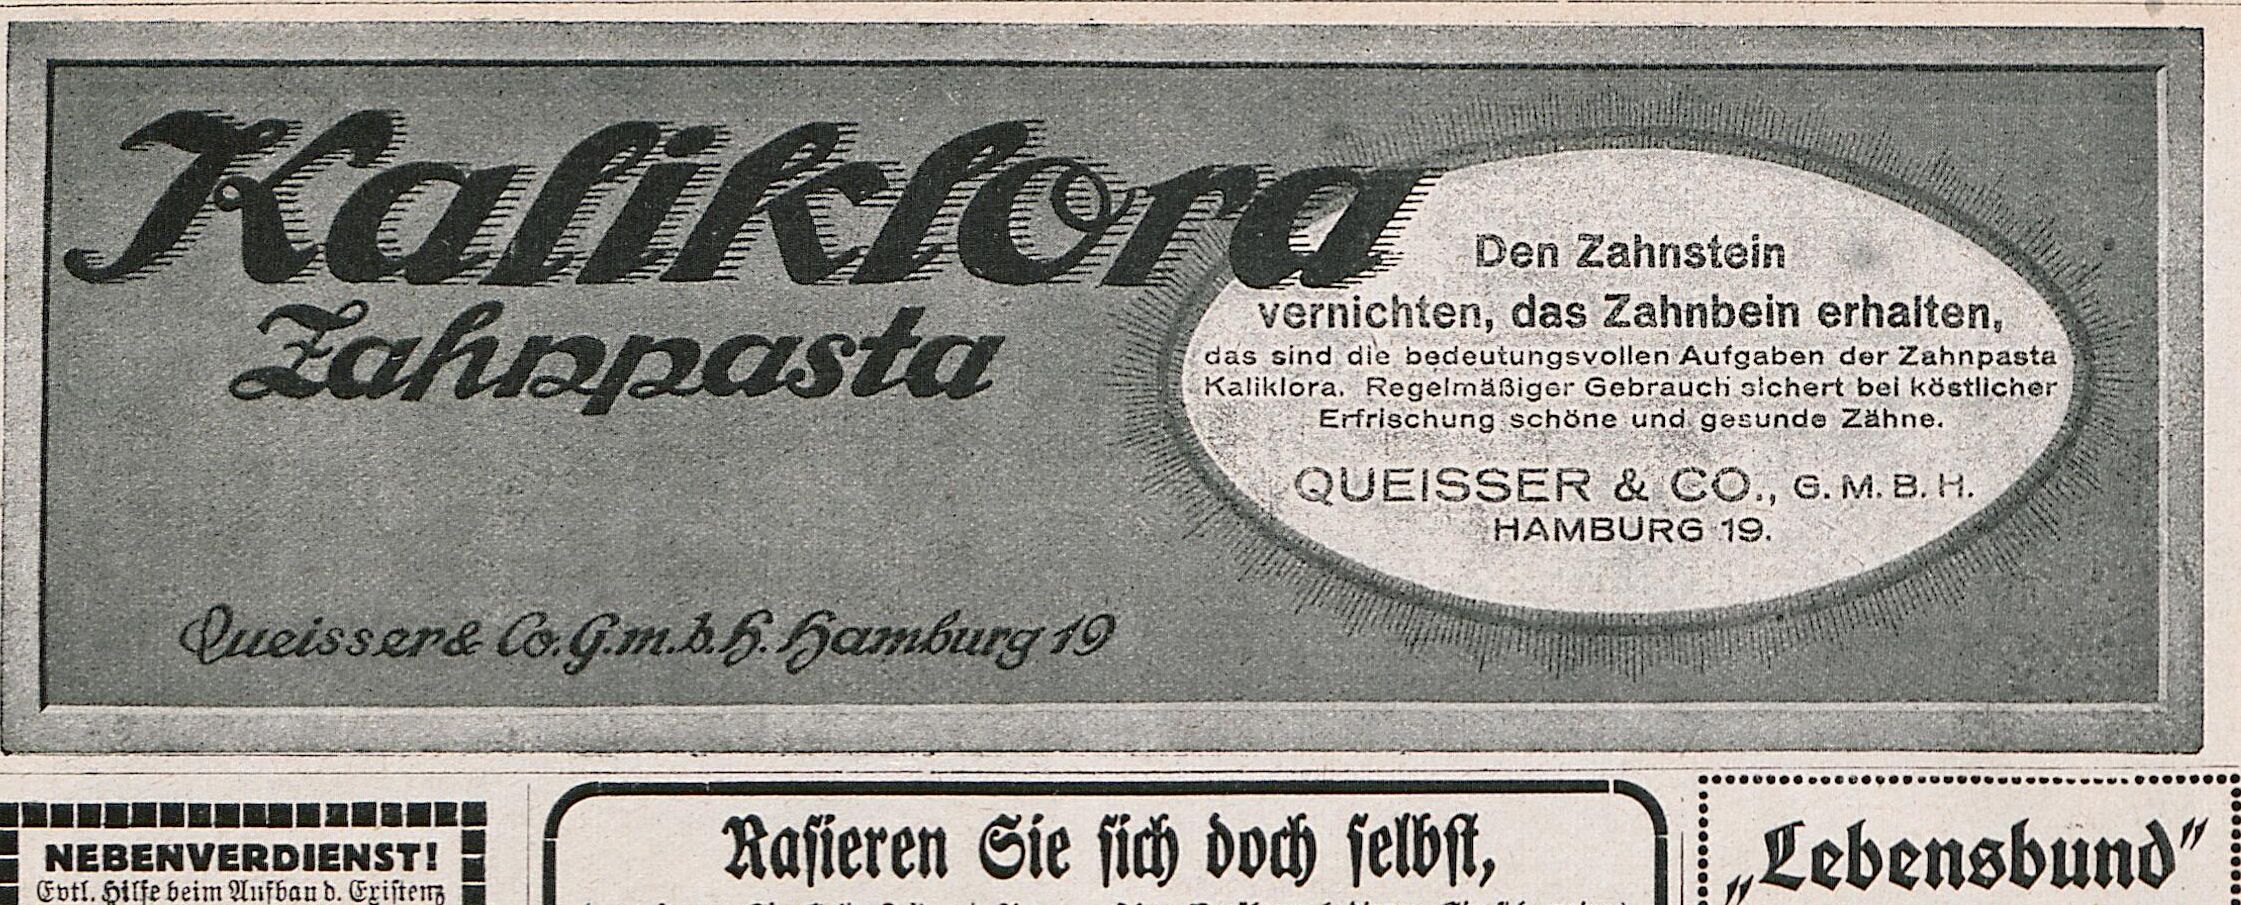 Kaliklora
Zahnpasta
Queisser & Co. G.m.b.H. Hamburg 19
Den Zahnstein
vernichten, das Zahnbein erhalten,
das sind die bedeutungsvollen Aufgaben der Zahnpasta
Kaliklora. Regelmäßiger Gebrauch sichert bei köstlicher
Erfrischung schöne und gesunde Zähne.
QUEISSER & CO., G. M. B. H.
HAMBURG 19.
NEBENVERDIENST!
Evtl. Hilfe beim Aufbau d. Existenz
Rasieren Sie sich doch selbst,
„Lebensbund“